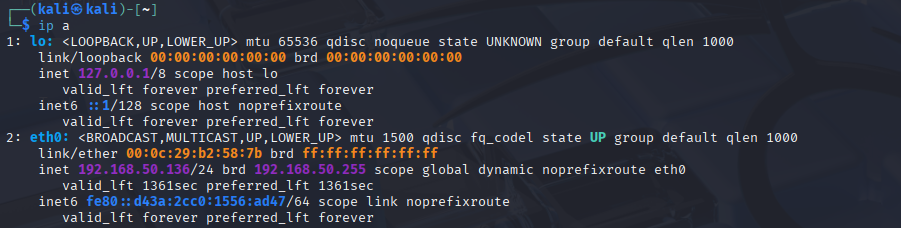 ┌──(kali㉿kali)-[~]
└─$ ip a
1: lo: <LOOPBACK,UP,LOWER_UP> mtu 65536 qdisc noqueue state UNKNOWN group default qlen 1000
    link/loopback 00:00:00:00:00:00 brd 00:00:00:00:00:00
    inet 127.0.0.1/8 scope host lo
       valid_lft forever preferred_lft forever
    inet6 ::1/128 scope host noprefixroute
       valid_lft forever preferred_lft forever
2: eth0: <BROADCAST,MULTICAST,UP,LOWER_UP> mtu 1500 qdisc fq_codel state UP group default qlen 1000
    link/ether 00:0c:29:b2:58:7b brd ff:ff:ff:ff:ff:ff
    inet 192.168.50.136/24 brd 192.168.50.255 scope global dynamic noprefixroute eth0
       valid_lft 1361sec preferred_lft 1361sec
    inet6 fe80::d43a:2cc0:1556:ad47/64 scope link noprefixroute
       valid_lft forever preferred_lft forever